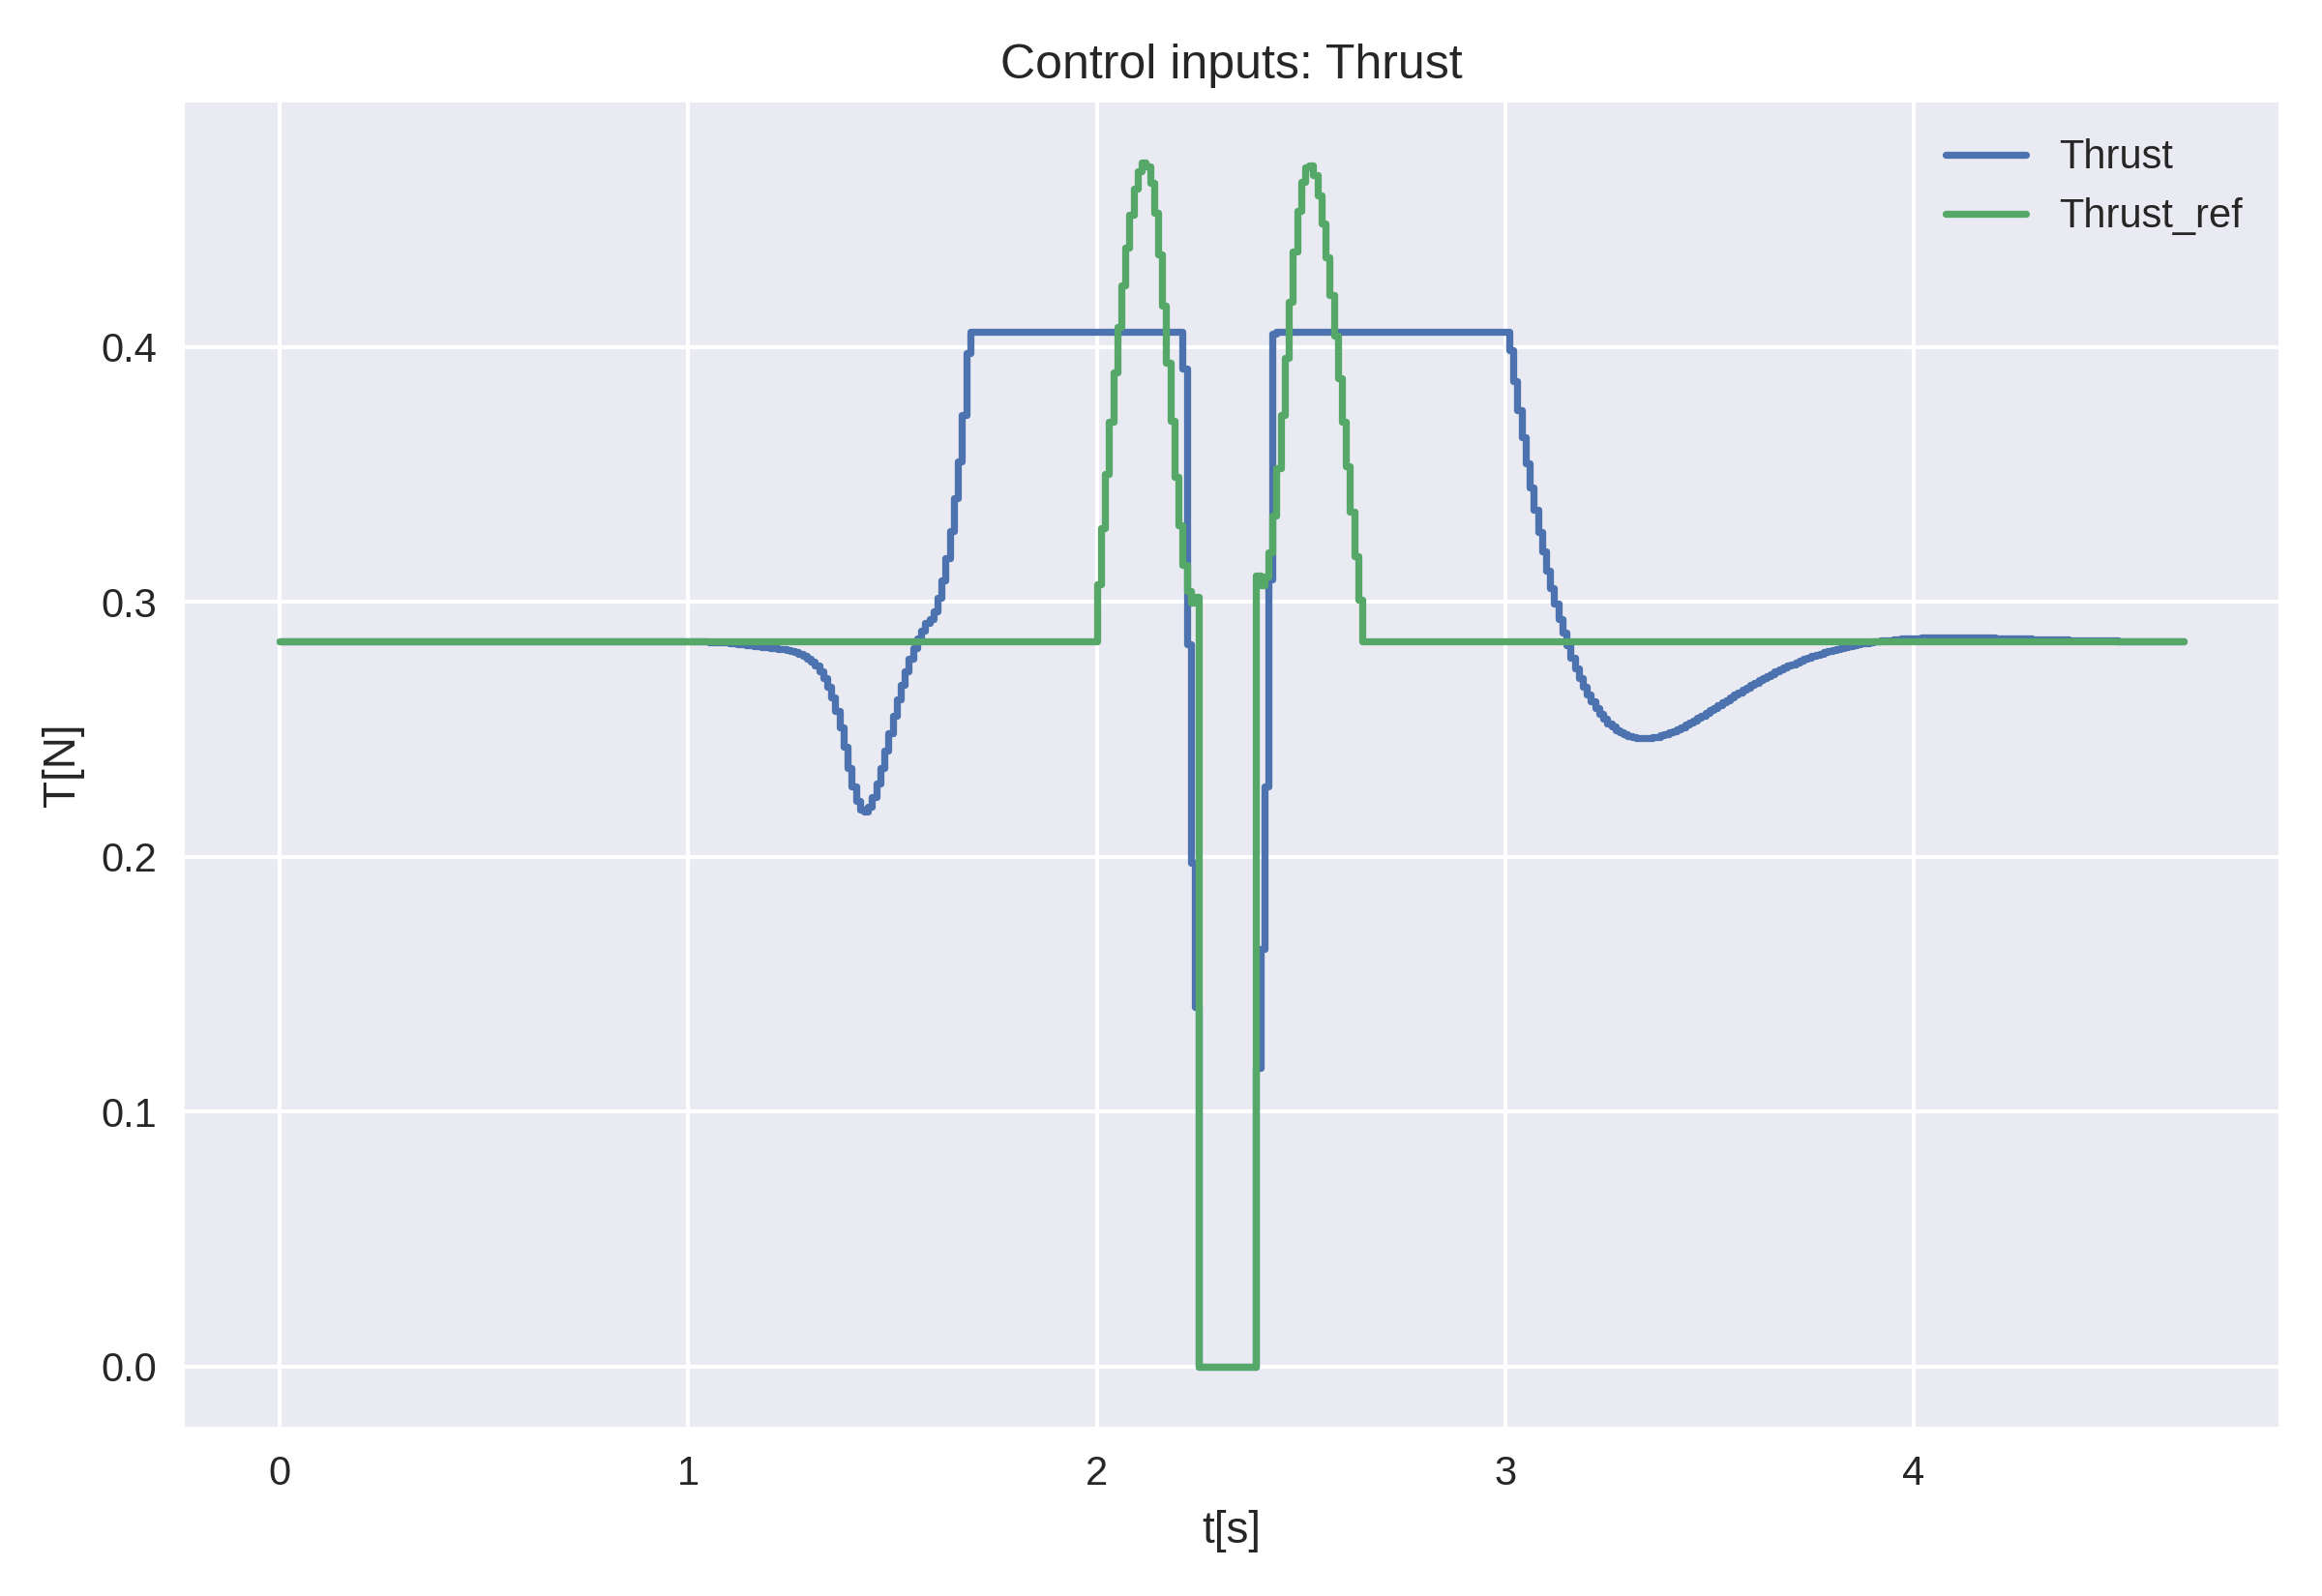 Control inputs: Thrust
Thrust
Thrust_ref
T[N]
0.4
0.3
0.2
0.1
0.0
0 1 2 3 4
t[s]